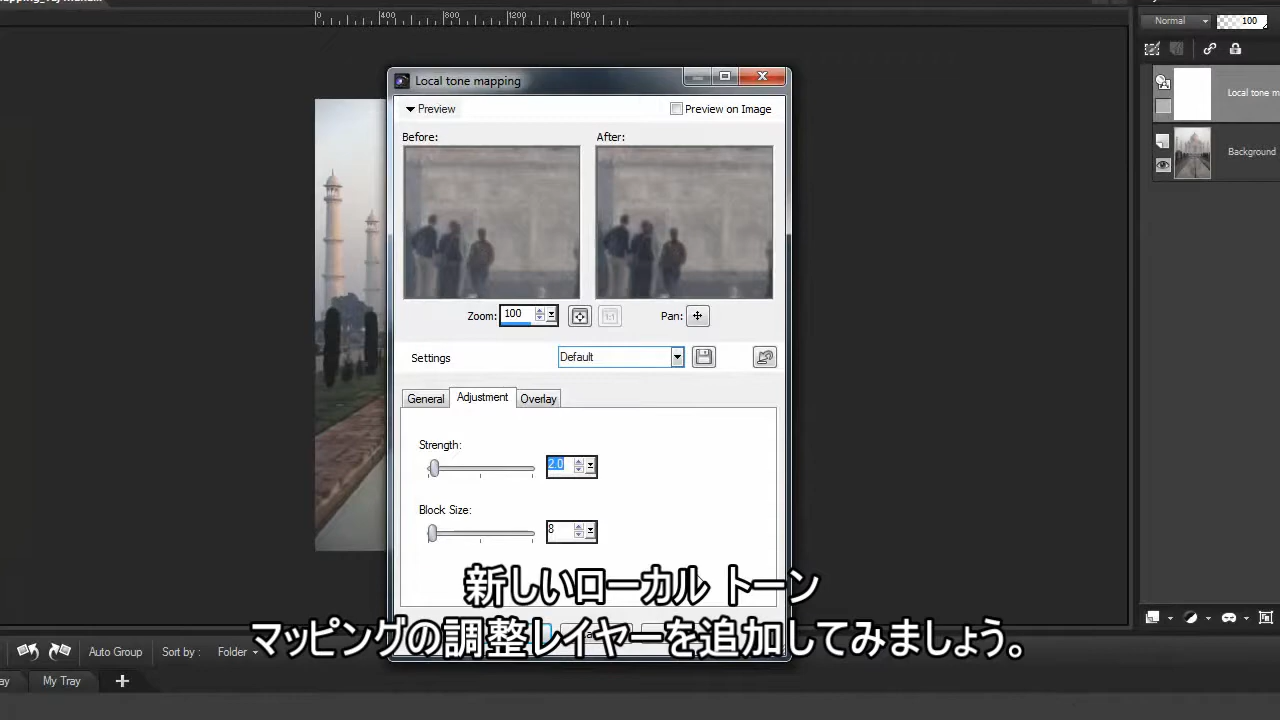 0 400 800 1200 1600
Normal 100
Local tone mapping
Preview
Preview on Image
Before: After:
Local tone m
Background
Zoom: 100 Pan:
Settings Default
General Adjustment Overlay
Strength: 2.0
Block Size: 8
新しいローカル トーン
マッピングの調整レイヤーを追加してみましょう。
Auto Group Sort by: Folder
ay My Tray